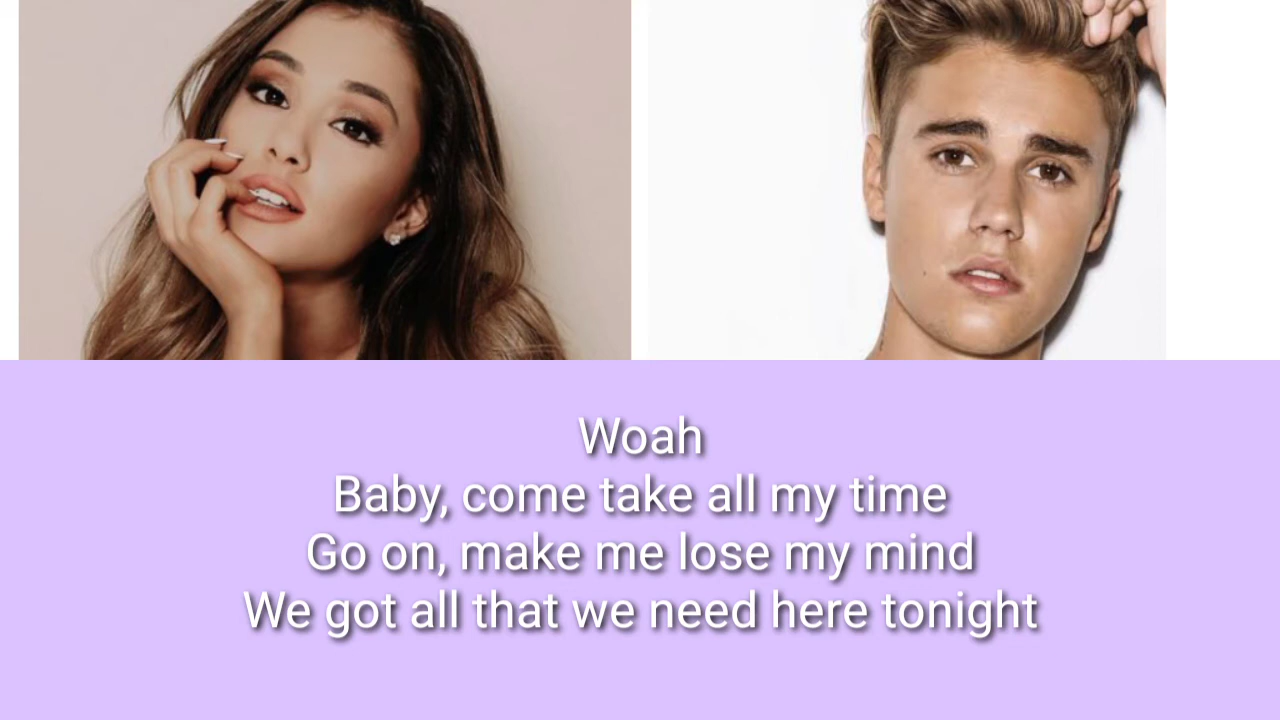 Woah
Baby, come take all my time
Go on, make me lose my mind
We got all that we need here tonight